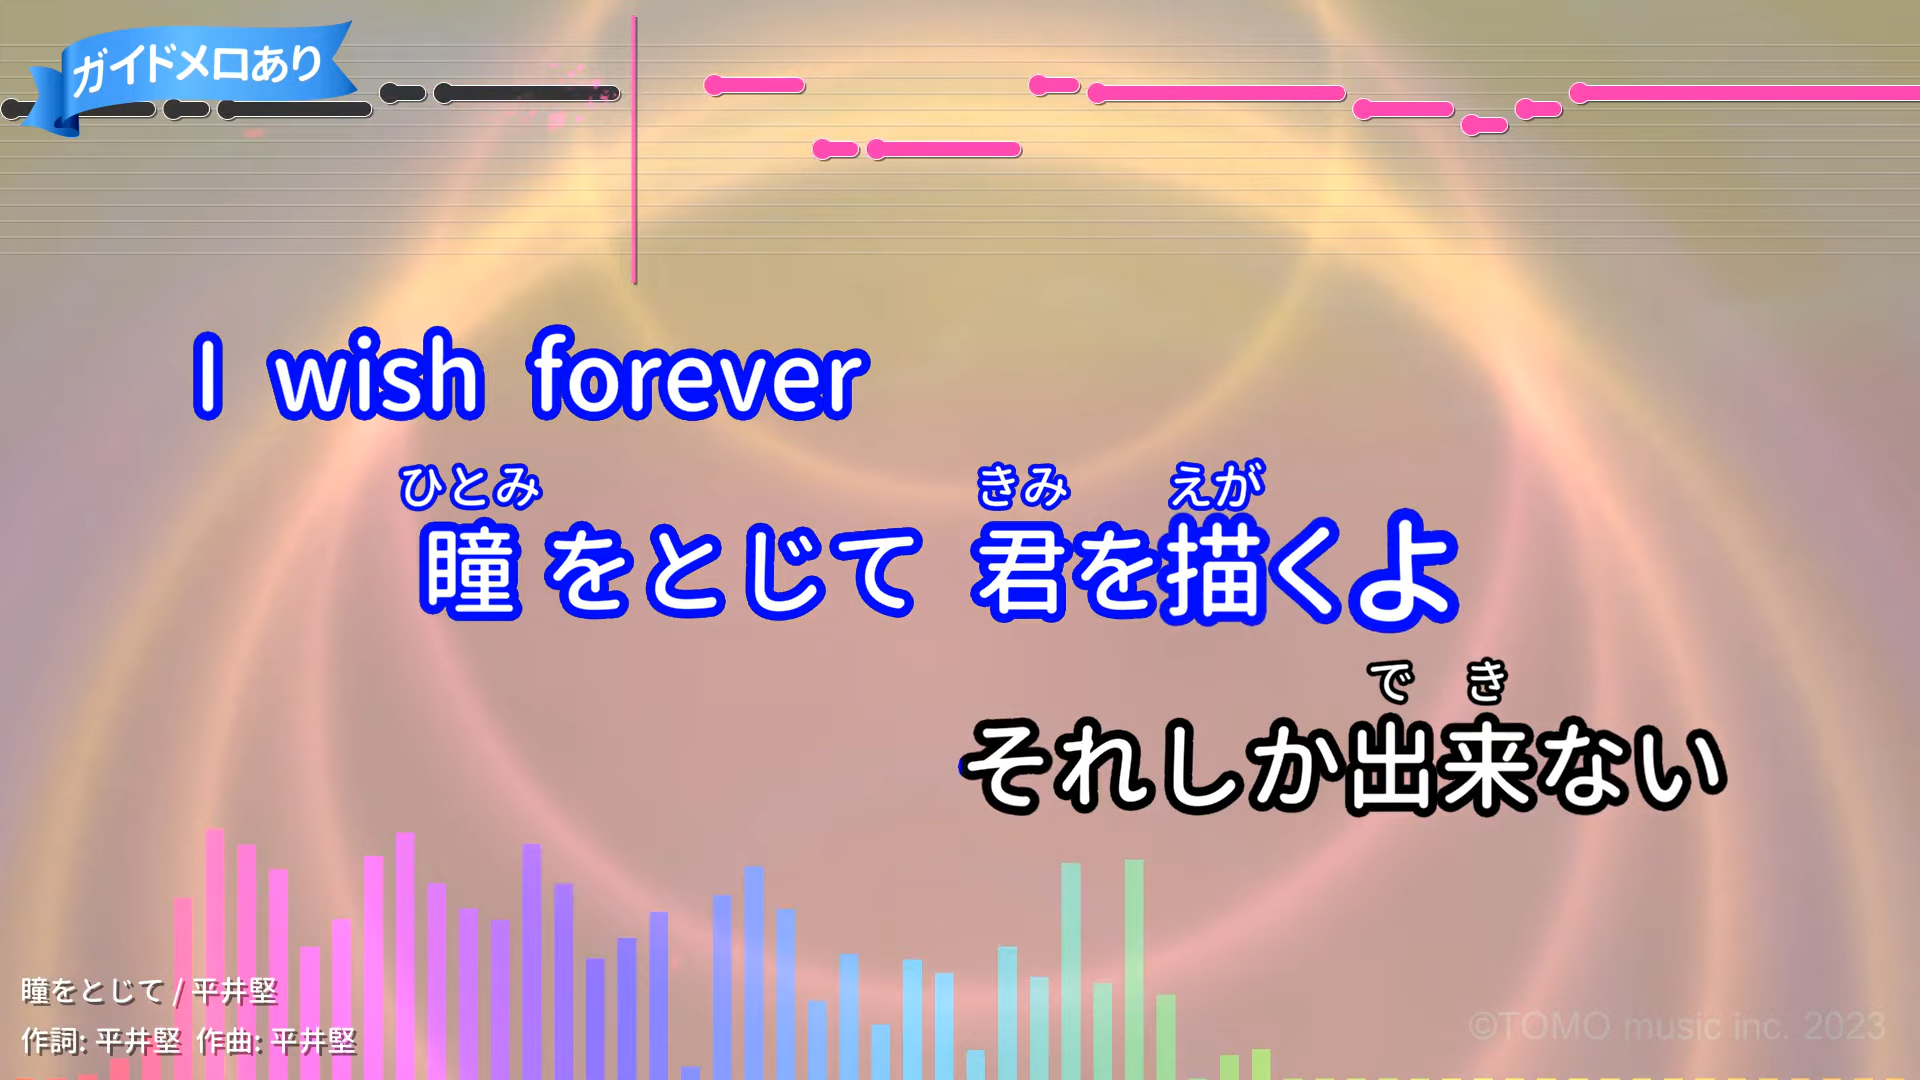 ガイドメロあり
I wish forever
ひとみ きみ えが
瞳をとじて 君を描くよ
でき
それしか出来ない
瞳をとじて / 平井堅
作詞: 平井堅 作曲: 平井堅
©TOMO music inc. 2023